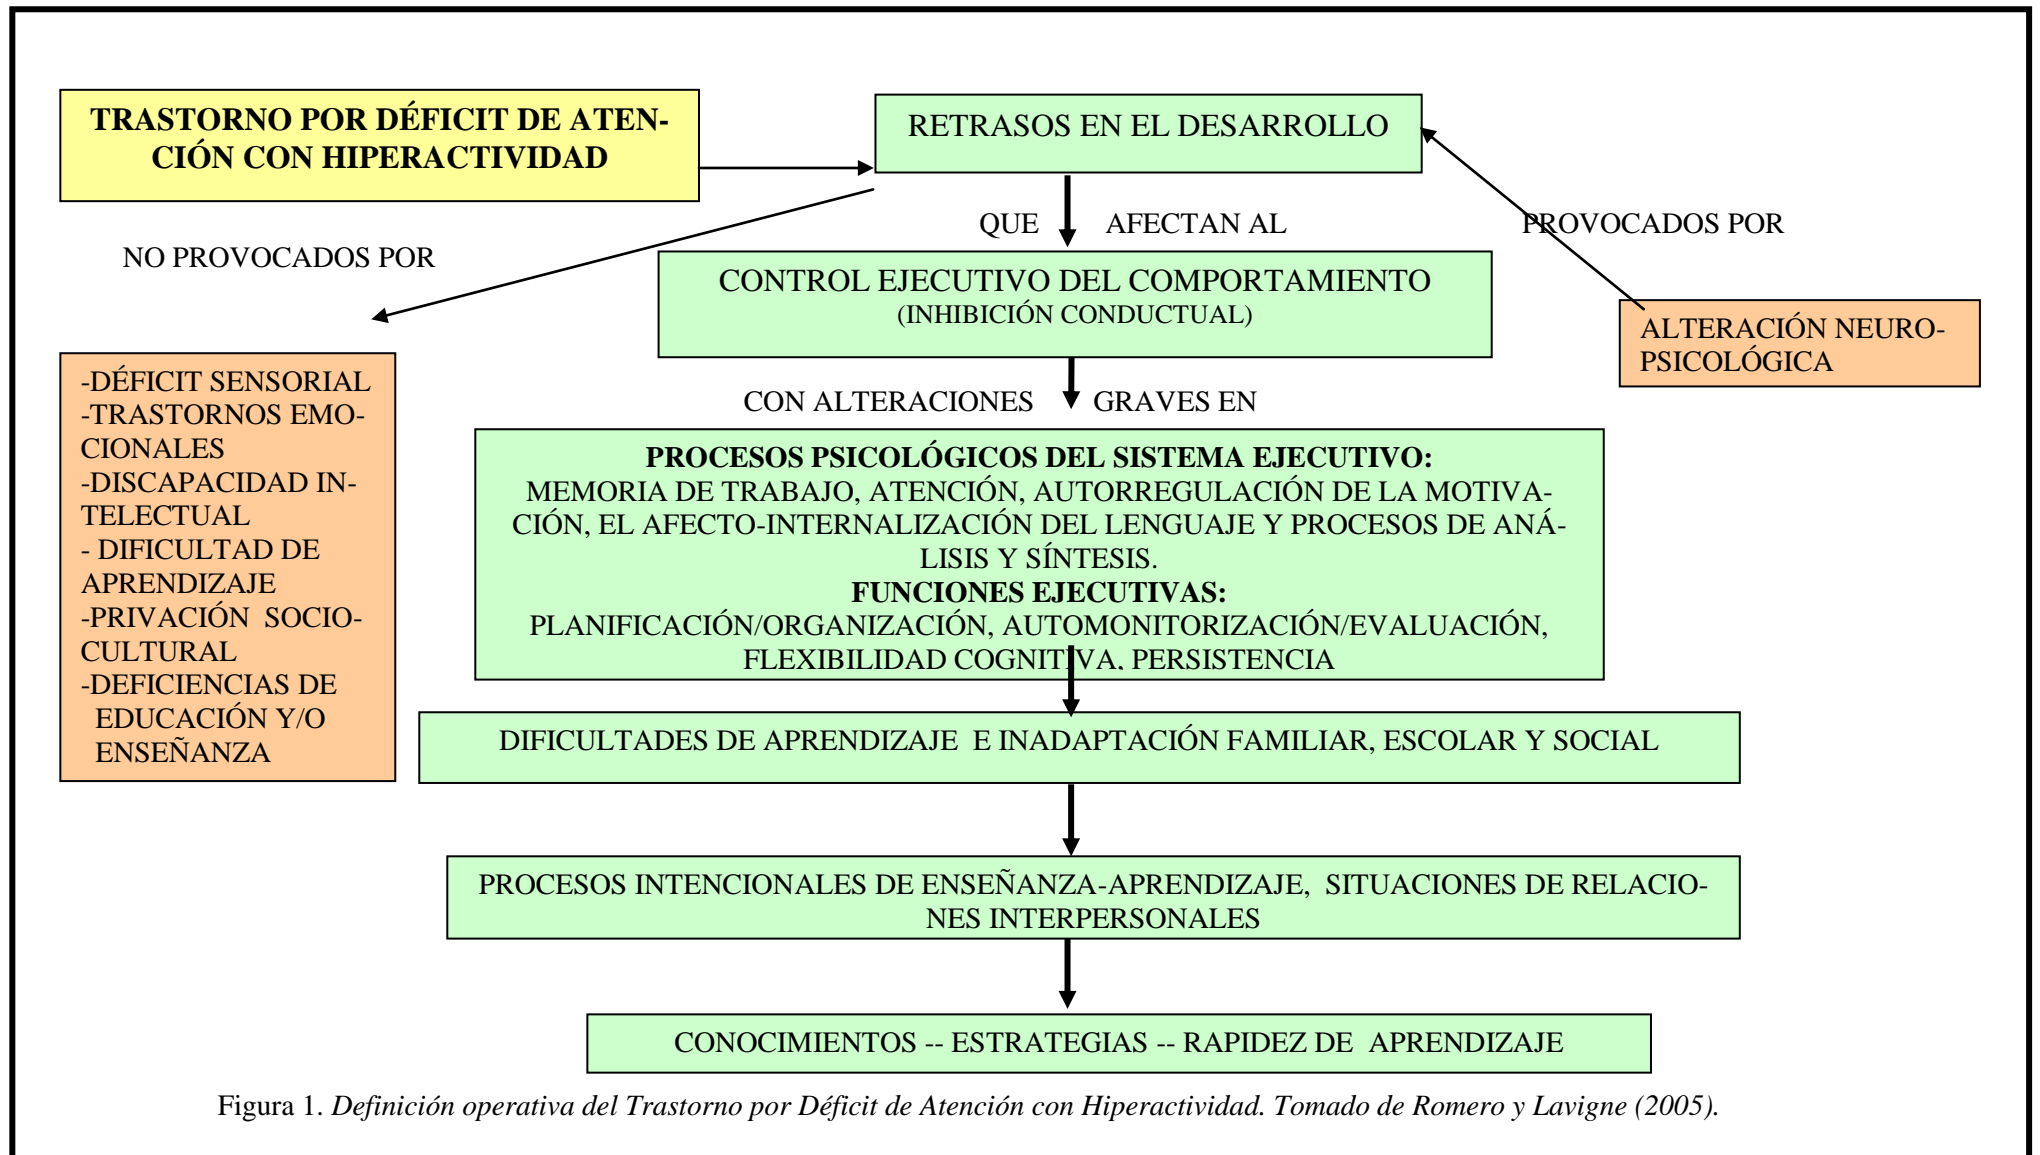 TRASTORNO POR DÉFICIT DE ATEN-
CIÓN CON HIPERACTIVIDAD
RETRASOS EN EL DESARROLLO
QUE AFECTAN AL
PROVOCADOS POR
NO PROVOCADOS POR
CONTROL EJECUTIVO DEL COMPORTAMIENTO
(INHIBICIÓN CONDUCTUAL)
ALTERACIÓN NEURO-
PSICOLÓGICA
-DÉFICIT SENSORIAL
-TRASTORNOS EMO-
CIONALES
-DISCAPACIDAD IN-
TELECTUAL
- DIFICULTAD DE
APRENDIZAJE
-PRIVACIÓN SOCIO-
CULTURAL
-DEFICIENCIAS DE
EDUCACIÓN Y/O
ENSEÑANZA
CON ALTERACIONES GRAVES EN
PROCESOS PSICOLÓGICOS DEL SISTEMA EJECUTIVO:
MEMORIA DE TRABAJO, ATENCIÓN, AUTORREGULACIÓN DE LA MOTIVA-
CIÓN, EL AFECTO-INTERNALIZACIÓN DEL LENGUAJE Y PROCESOS DE ANÁ-
LISIS Y SÍNTESIS.
FUNCIONES EJECUTIVAS:
PLANIFICACIÓN/ORGANIZACIÓN, AUTOMONITORIZACIÓN/EVALUACIÓN,
FLEXIBILIDAD COGNITIVA, PERSISTENCIA
DIFICULTADES DE APRENDIZAJE E INADAPTACIÓN FAMILIAR, ESCOLAR Y SOCIAL
PROCESOS INTENCIONALES DE ENSEÑANZA-APRENDIZAJE, SITUACIONES DE RELACIO-
NES INTERPERSONALES
CONOCIMIENTOS -- ESTRATEGIAS -- RAPIDEZ DE APRENDIZAJE
Figura 1. Definición operativa del Trastorno por Déficit de Atención con Hiperactividad. Tomado de Romero y Lavigne (2005).